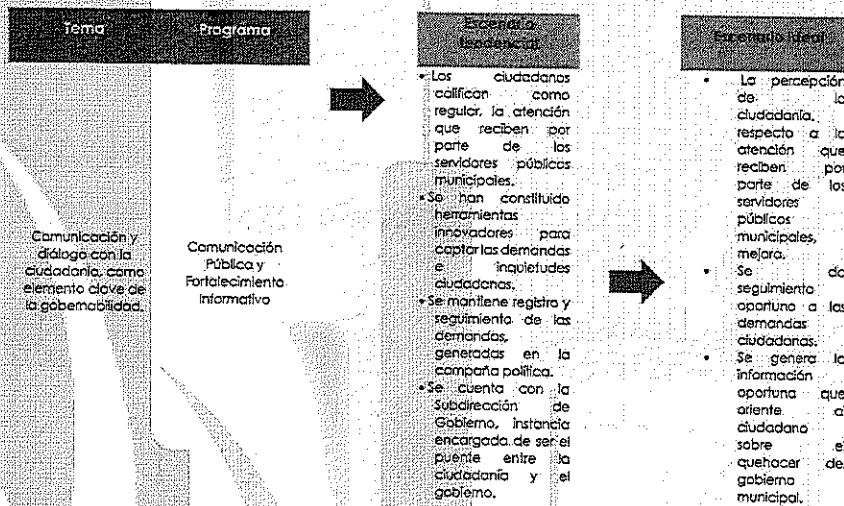 Tema
Programa
Escenario
tendencial
Escenario ideal
Comunicación y
diálogo con la
ciudadanía, como
elemento clave de
la gobernabilidad.
Comunicación
Pública y
Fortalecimiento
Informativo
• Los ciudadanos
califican como
regular, la atención
que reciben por
parte de los
servidores públicos
municipales.
• Se han constituido
herramientas
innovadores para
captar las demandas
e inquietudes
ciudadanas.
• Se mantiene registro y
seguimiento de las
demandas,
generadas en la
campaña política.
• Se cuenta con la
Subdirección de
Gobierno, instancia
encargada de ser el
puente entre la
ciudadanía y el
gobierno.
• La percepción
de la
ciudadanía,
respecto a la
atención que
reciben por
parte de los
servidores
públicos
municipales,
mejora.
• Se da
seguimiento
oportuno a las
demandas
ciudadanas.
• Se genera la
información
oportuna que
oriente al
ciudadano
sobre el
quehacer del
gobierno
municipal.